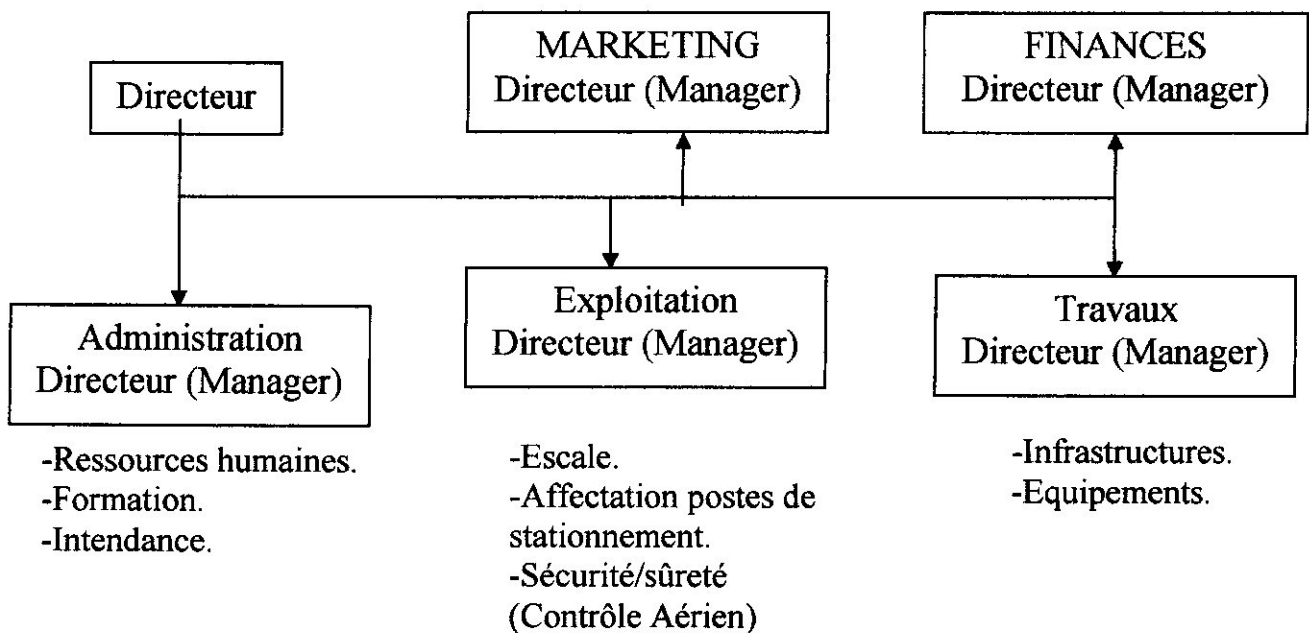 Directeur
MARKETING
Directeur (Manager)
FINANCES
Directeur (Manager)
Administration
Directeur (Manager)
Exploitation
Directeur (Manager)
Travaux
Directeur (Manager)
-Ressources humaines.
-Formation.
-Intendance.
-Escale.
-Affectation postes de
stationnement.
-Sécurité/sûreté
(Contrôle Aérien)
-Infrastructures.
-Equipements.